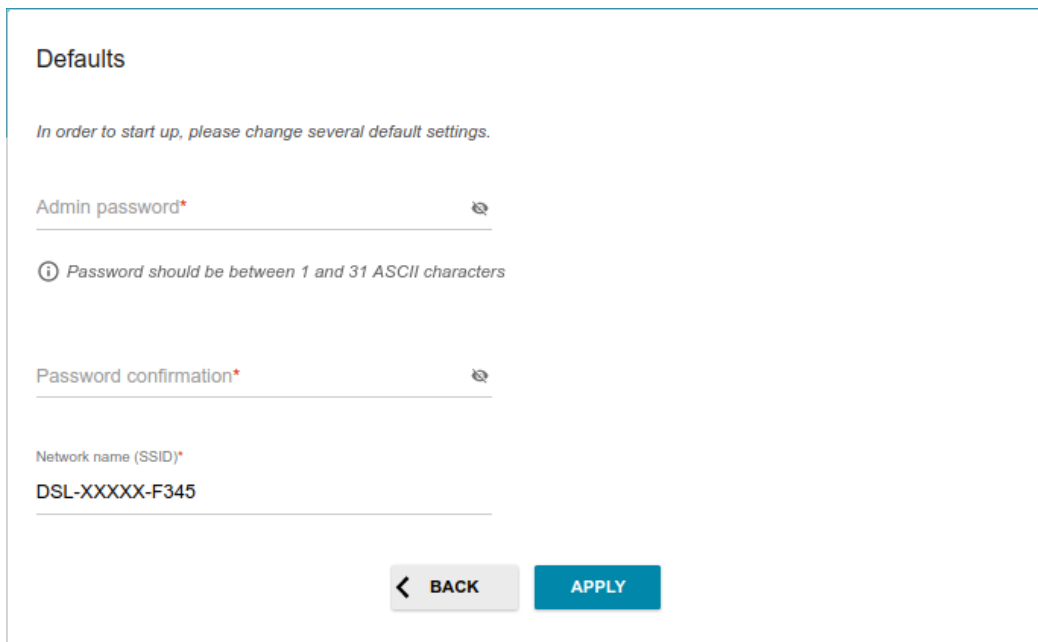 Defaults
In order to start up, please change several default settings.
Admin password*
Password should be between 1 and 31 ASCII characters
Password confirmation*
Network name (SSID)*
DSL-XXXXX-F345
BACK
APPLY